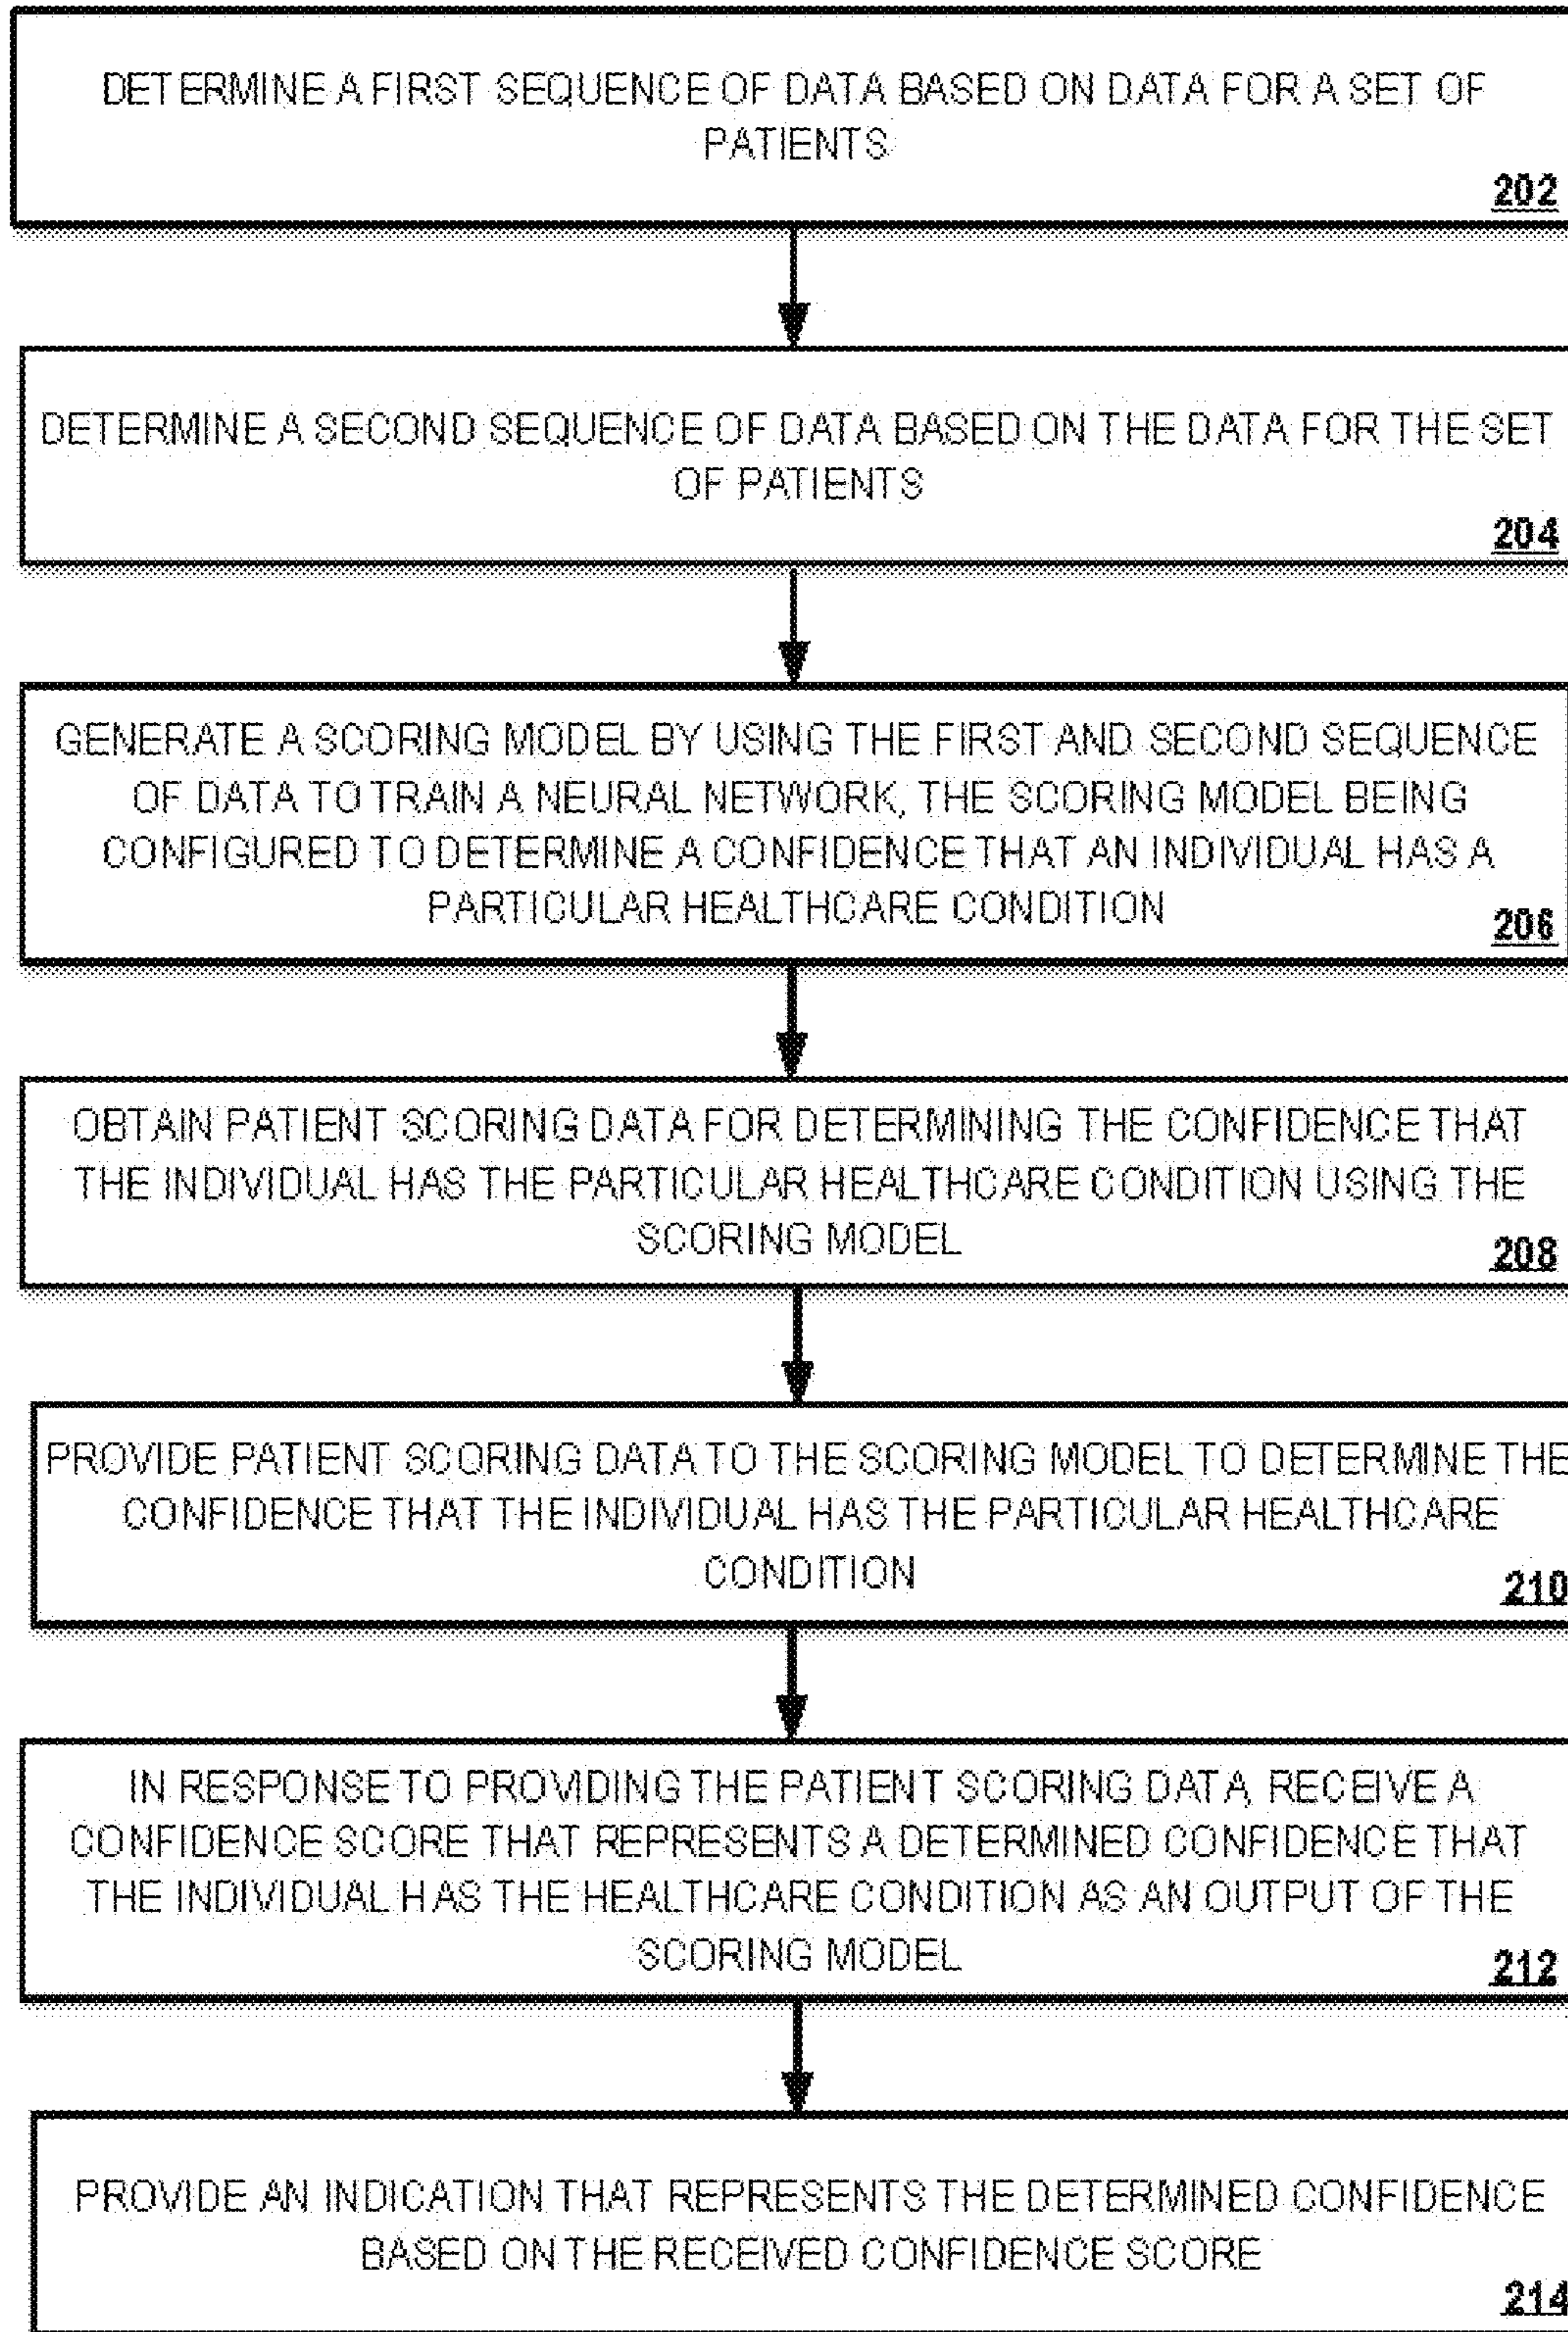 DETERMINE A FIRST SEQUENCE OF DATA BASED ON DATA FOR A SET OF
PATIENTS
202
DETERMINE A SECOND SEQUENCE OF DATA BASED ON THE DATA FOR THE SET
OF PATIENTS
204
GENERATE A SCORING MODEL BY USING THE FIRST AND SECOND SEQUENCE
OF DATA TO TRAIN A NEURAL NETWORK, THE SCORING MODEL BEING
CONFIGURED TO DETERMINE A CONFIDENCE THAT AN INDIVIDUAL HAS A
PARTICULAR HEALTHCARE CONDITION
206
OBTAIN PATIENT SCORING DATA FOR DETERMINING THE CONFIDENCE THAT
THE INDIVIDUAL HAS THE PARTICULAR HEALTHCARE CONDITION USING THE
SCORING MODEL
208
PROVIDE PATIENT SCORING DATA TO THE SCORING MODEL TO DETERMINE THE
CONFIDENCE THAT THE INDIVIDUAL HAS THE PARTICULAR HEALTHCARE
CONDITION
210
IN RESPONSE TO PROVIDING THE PATIENT SCORING DATA, RECEIVE A
CONFIDENCE SCORE THAT REPRESENTS A DETERMINED CONFIDENCE THAT
THE INDIVIDUAL HAS THE HEALTHCARE CONDITION AS AN OUTPUT OF THE
SCORING MODEL
212
PROVIDE AN INDICATION THAT REPRESENTS THE DETERMINED CONFIDENCE
BASED ON THE RECEIVED CONFIDENCE SCORE
214